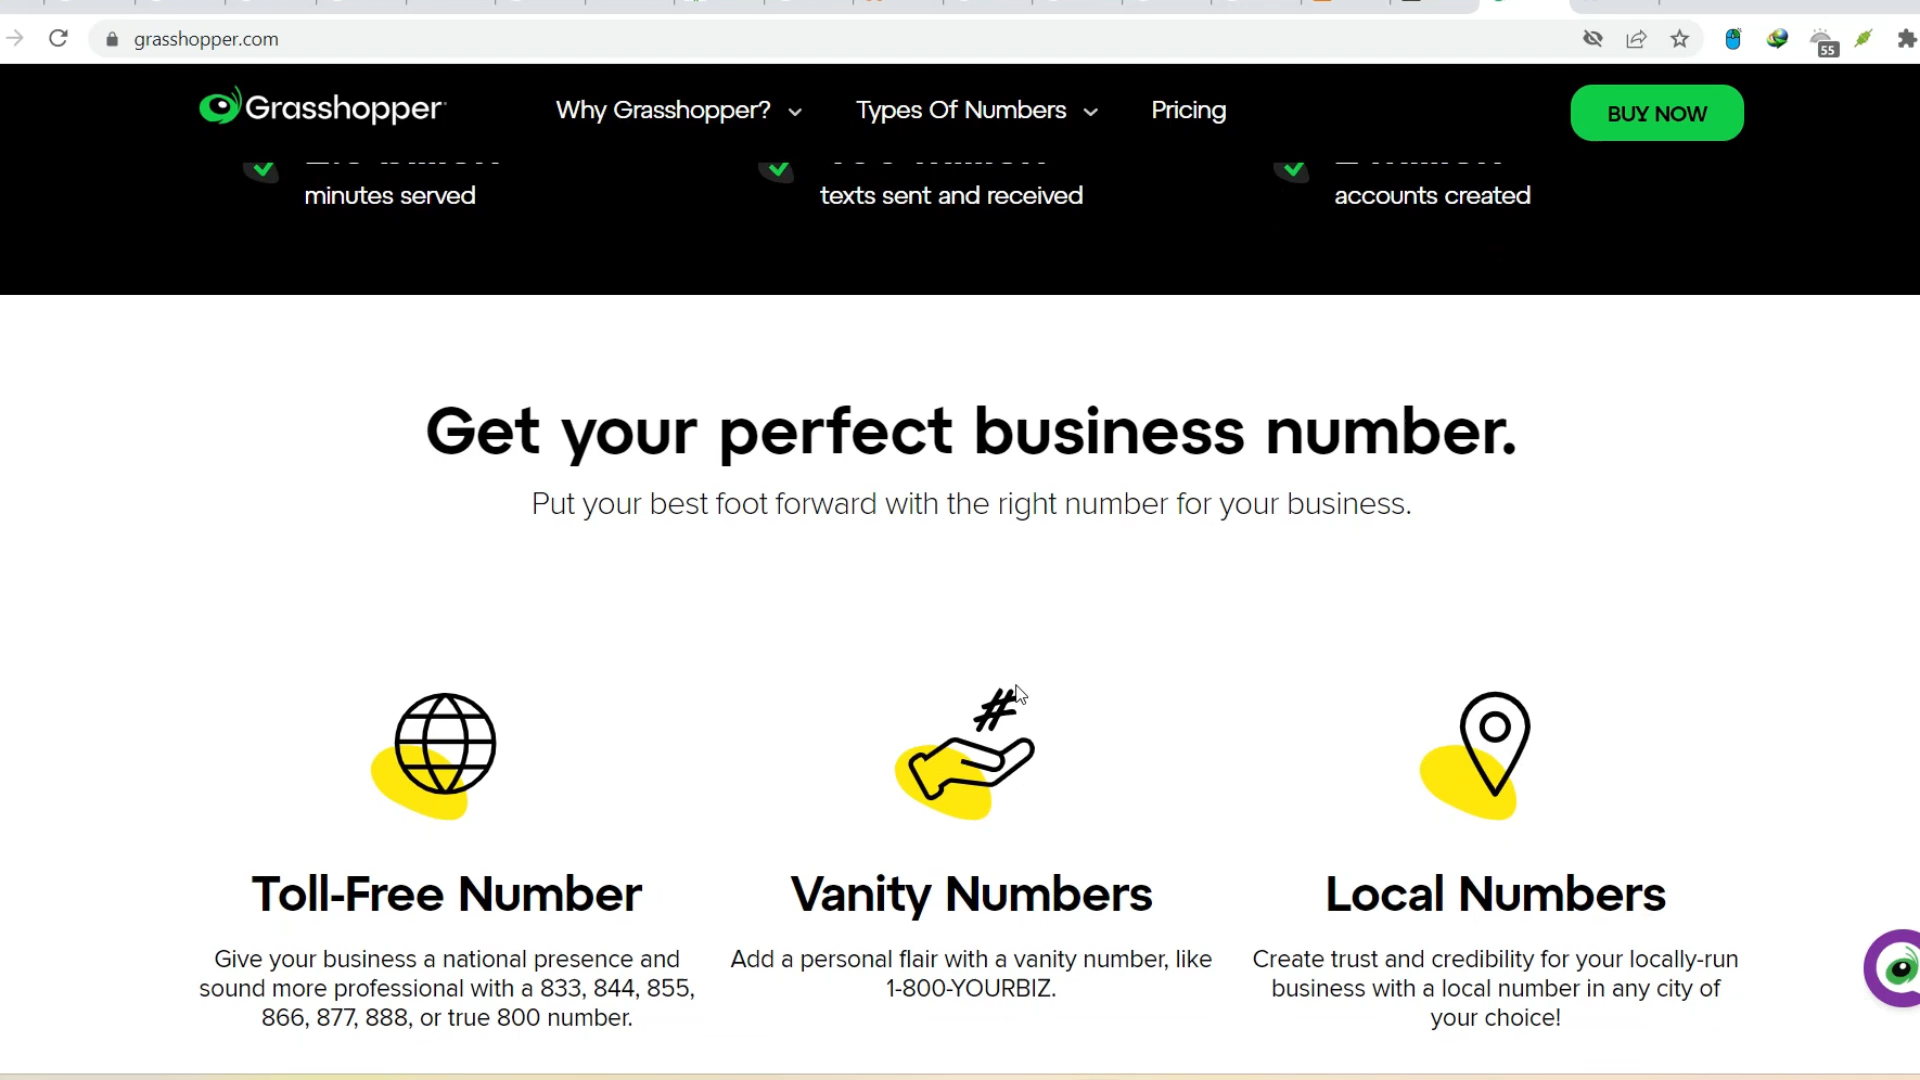 grasshopper.com
55
Grasshopper
Why Grasshopper?
Types Of Numbers
Pricing
BUY NOW
minutes served
texts sent and received
accounts created
Get your perfect business number.
Put your best foot forward with the right number for your business.
#
Toll-Free Number
Give your business a national presence and
sound more professional with a 833, 844, 855,
866, 877, 888, or true 800 number.
Vanity Numbers
Add a personal flair with a vanity number, like
1-800-YOURBIZ.
Local Numbers
Create trust and credibility for your locally-run
business with a local number in any city of
your choice!